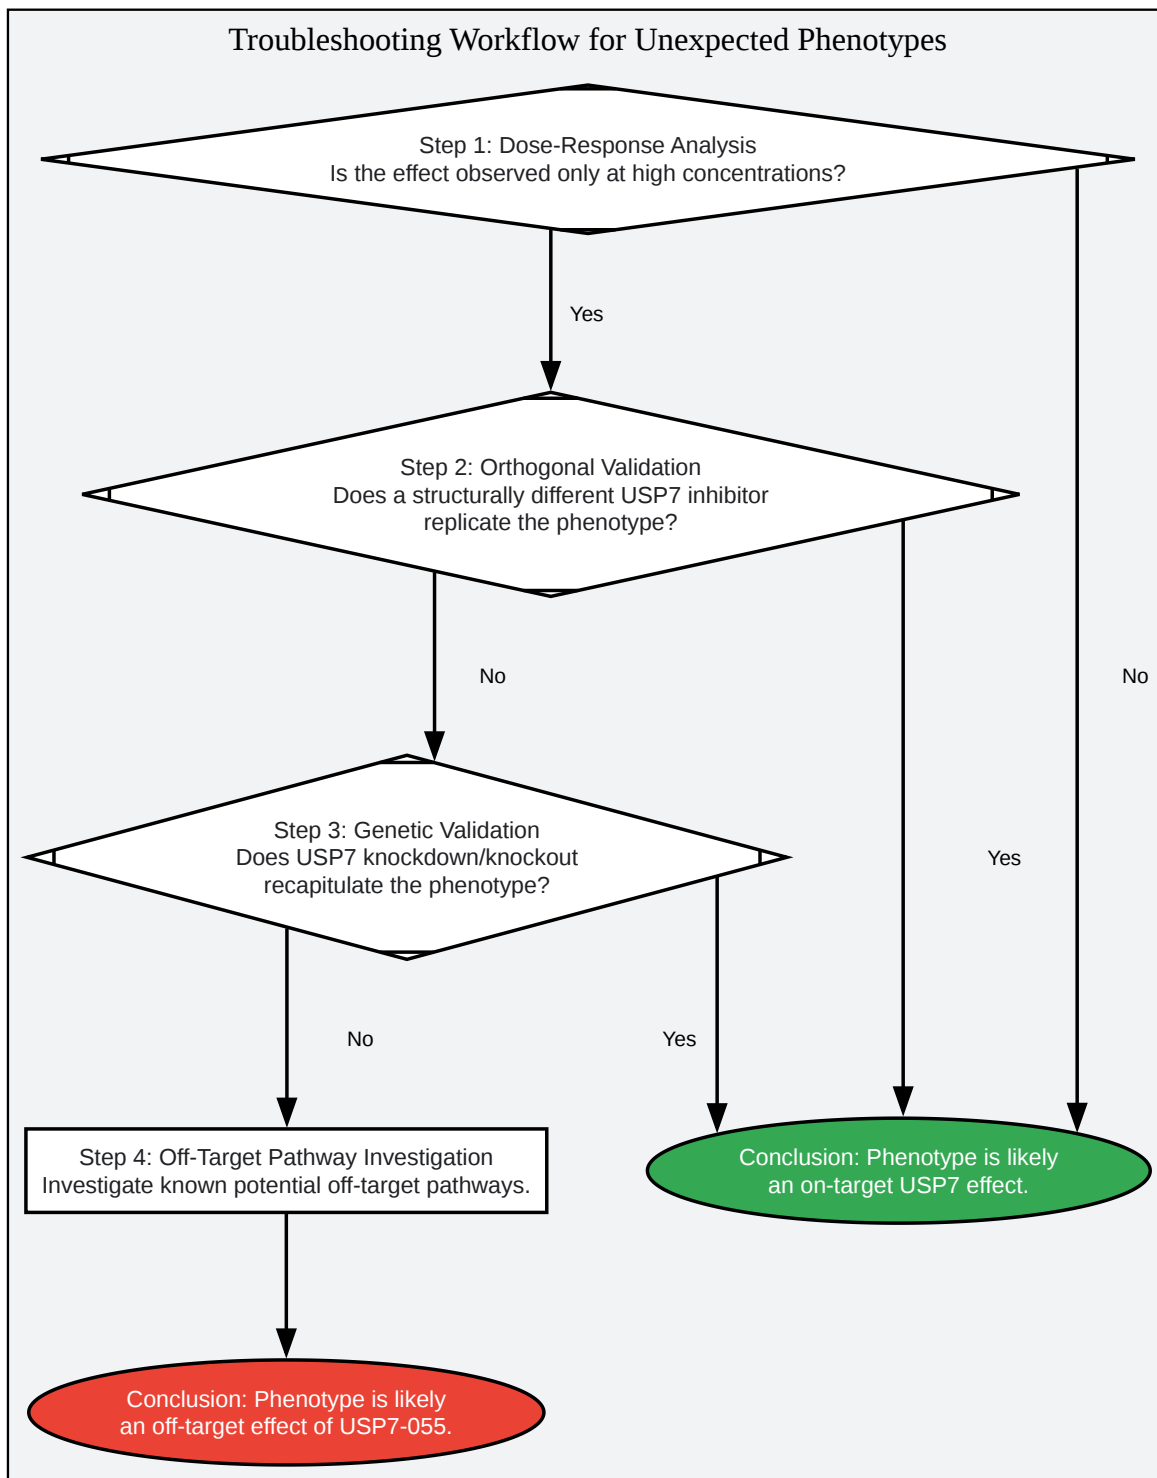 Troubleshooting Workflow for Unexpected Phenotypes
Step 1: Dose-Response Analysis
Is the effect observed only at high concentrations?
Yes
Step 2: Orthogonal Validation
Does a structurally different USP7 inhibitor
replicate the phenotype?
No
No
Step 3: Genetic Validation
Does USP7 knockdown/knockout
recapitulate the phenotype?
Yes
No
Yes
Step 4: Off-Target Pathway Investigation
Investigate known potential off-target pathways.
Conclusion: Phenotype is likely
an on-target USP7 effect.
Conclusion: Phenotype is likely
an off-target effect of USP7-055.